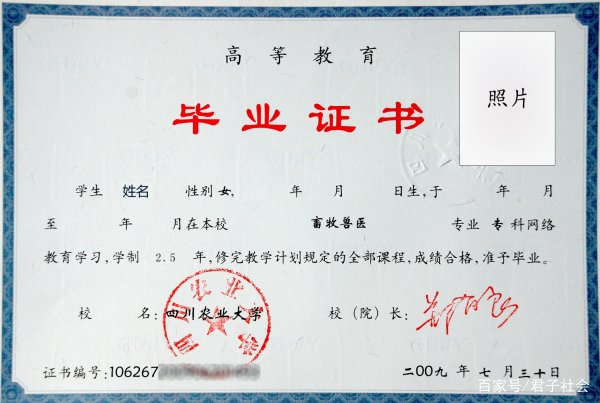 高等教育
照片
毕业证书
学生 姓名 性别 女, 年 月 日生,于 年 月
至 年 月在本校 畜牧兽医 专业 专 科网络
教育学习,学制 2.5 年,修完教学计划规定的全部课程,成绩合格,准予毕业。
校 名: 四川农业大学 校(院)长:
证书编号: 106267 二00九 年 七 月 三十 日
百家号/君子社会